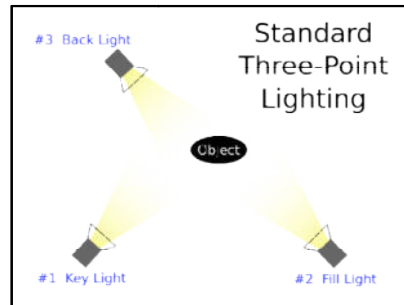 #3 Back Light
Standard
Three-Point
Lighting
Object
#1 Key Light
#2 Fill Light